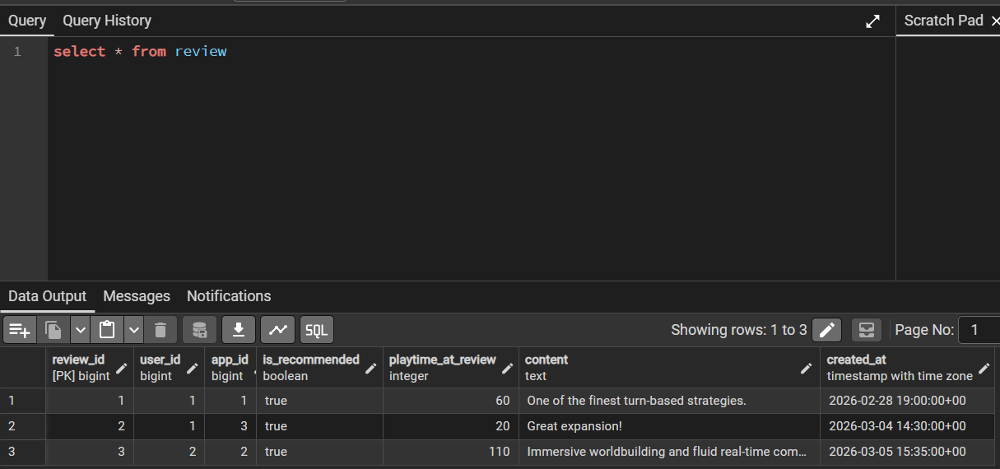 Query Query History Scratch Pad
1 select * from review
Data Output Messages Notifications
SQL Showing rows: 1 to 3 Page No: 1
review_id user_id app_id is_recommended playtime_at_review content created_at
[PK] bigint bigint bigint boolean integer text timestamp with time zone
1 1 1 1 true 60 One of the finest turn-based strategies. 2026-02-28 19:00:00+00
2 2 1 3 true 20 Great expansion! 2026-03-04 14:30:00+00
3 3 2 2 true 110 Immersive worldbuilding and fluid real-time com… 2026-03-05 15:35:00+00